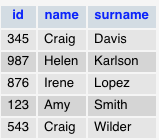 id name surname
345 Craig Davis
987 Helen Karlson
876 Irene Lopez
123 Amy Smith
543 Craig Wilder